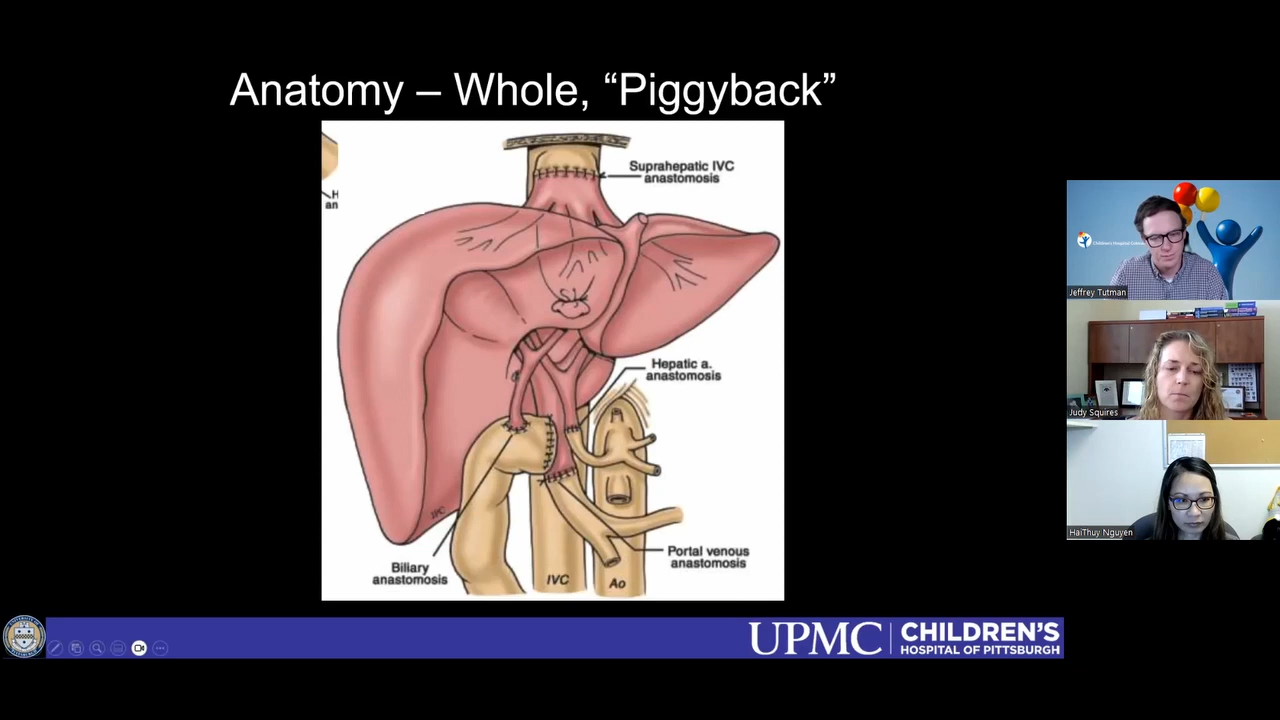 Anatomy – Whole, “Piggyback”
Suprahepatic IVC
anastomosis
H
an
Hepatic a.
anastomosis
Portal venous
anastomosis
Biliary
anastomosis
IVC
Ao
UPMC
CHILDREN'S
HOSPITAL OF PITTSBURGH
Jeffrey Tutman
Judy Squires
HaiThuy Nguyen